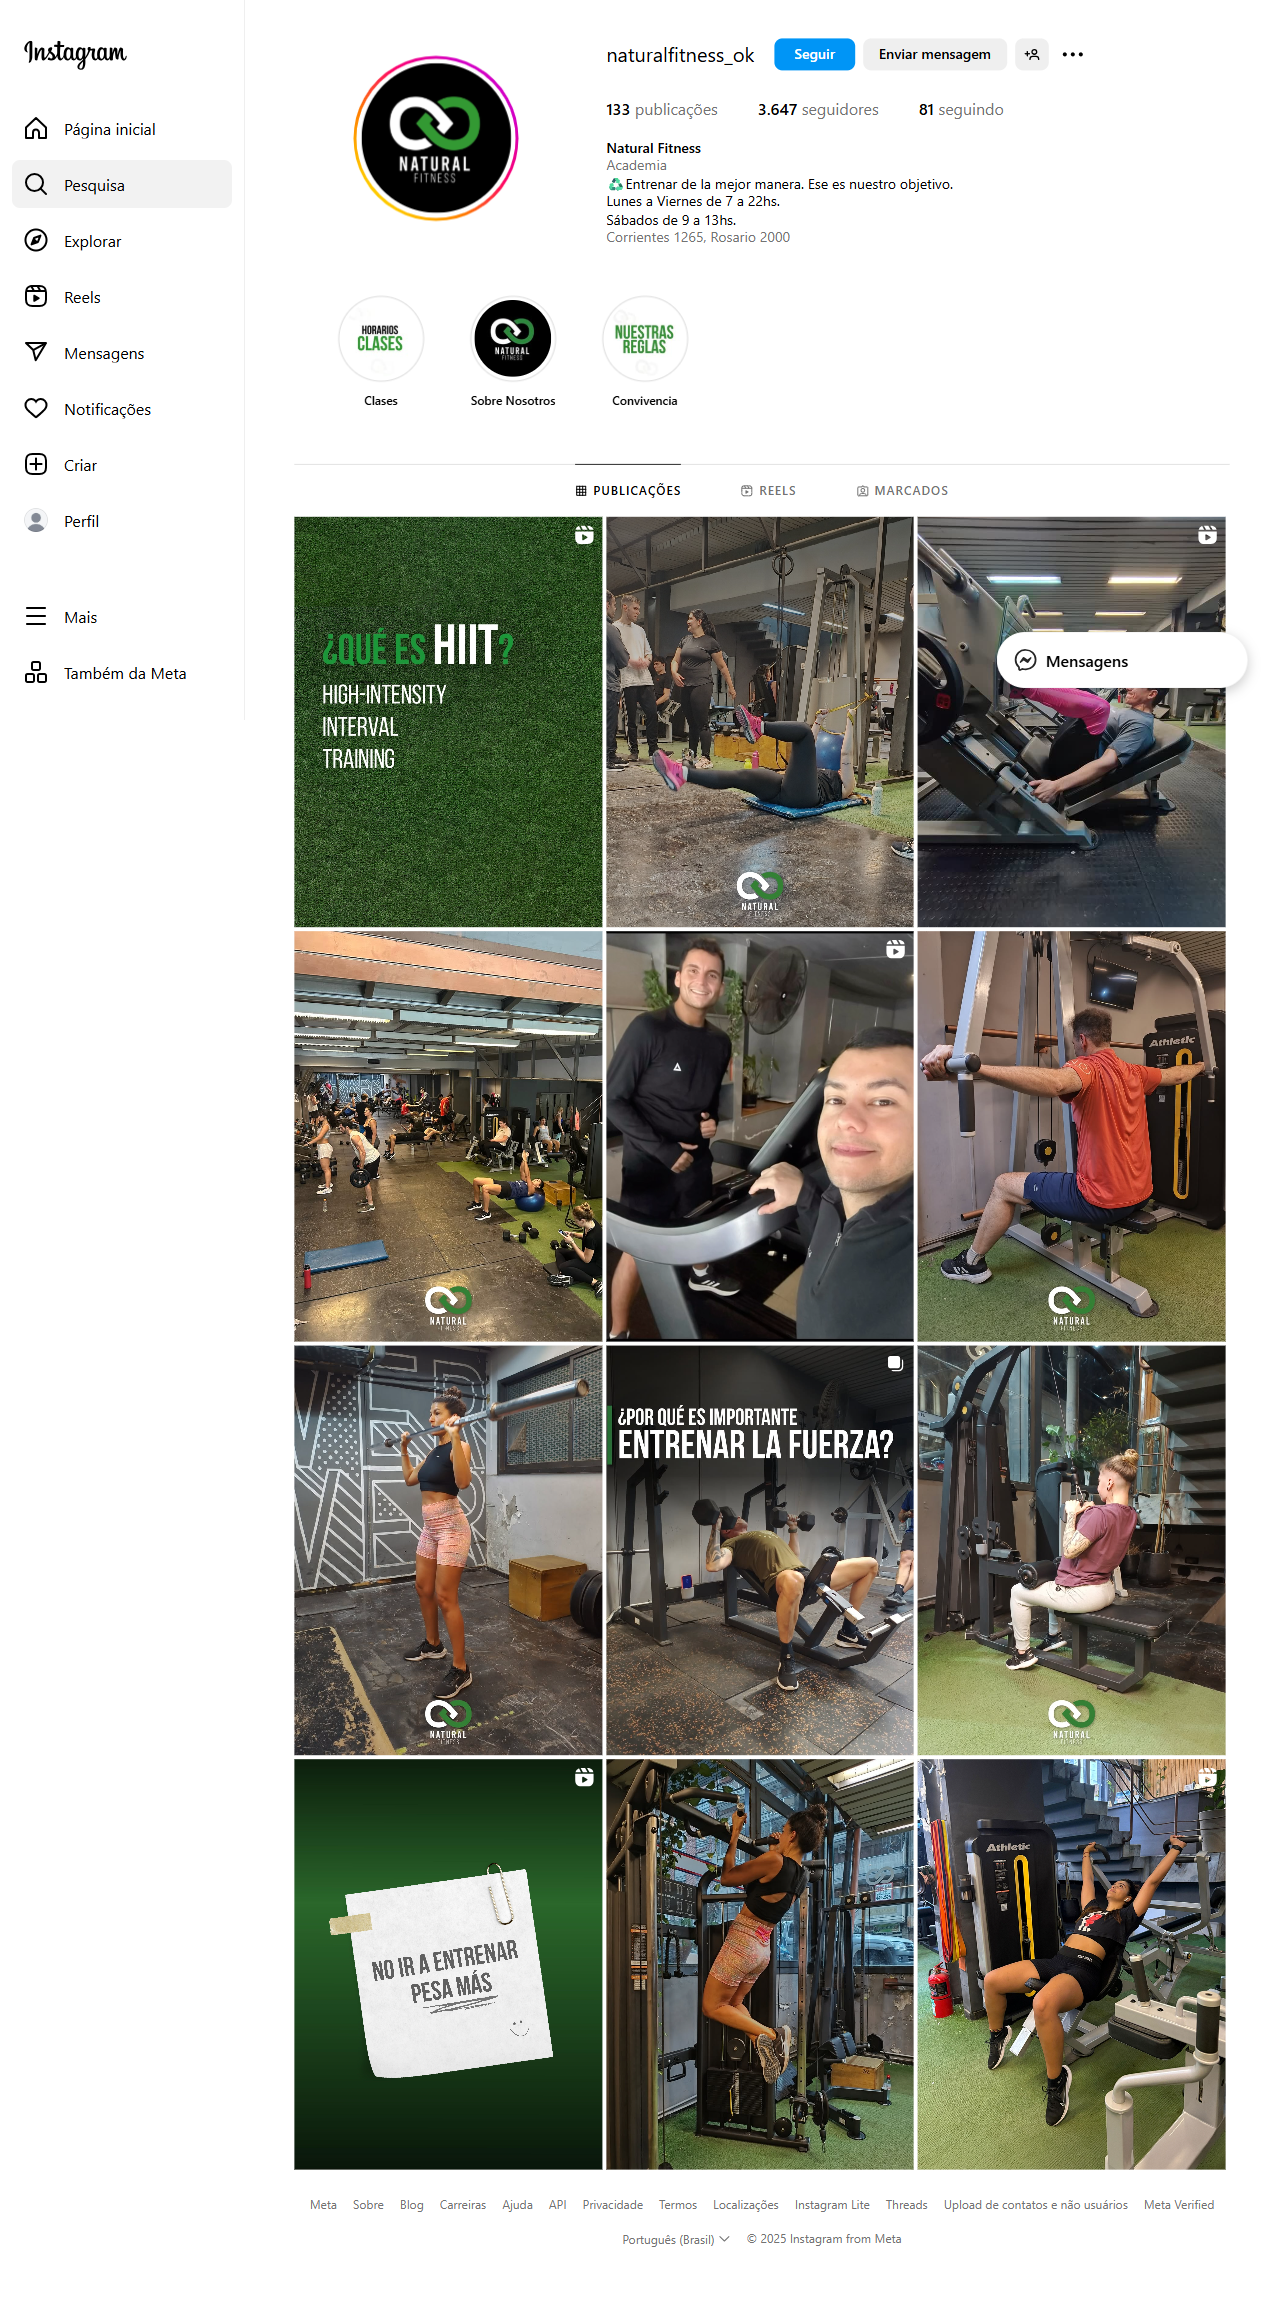 Instagram
Página inicial
Pesquisa
Explorar
Reels
Mensagens
Notificações
Criar
Perfil
Mais
Também da Meta
naturalfitness_ok
Seguir
Enviar mensagem
133 publicações
3.647 seguidores
81 seguindo
Natural Fitness
Academia
Entrenar de la mejor manera. Ese es nuestro objetivo.
Lunes a Viernes de 7 a 22hs.
Sábados de 9 a 13hs.
Corrientes 1265, Rosario 2000
NATURAL
FITNESS
HORARIOS
CLASES
NATURAL
FITNESS
NUESTRAS
REGLAS
Clases
Sobre Nosotros
Convivencia
PUBLICAÇÕES
REELS
MARCADOS
¿QUÉ ES HIIT?
HIGH-INTENSITY
INTERVAL
TRAINING
NATURAL
FITNESS
Mensagens
NATURAL
FITNESS
Athletic
NATURAL
FITNESS
NATURAL
FITNESS
¿POR QUÉ ES IMPORTANTE
ENTRENAR LA FUERZA?
NATURAL
FITNESS
NO IR A ENTRENAR
PESA MÁS
Athletic
Meta Sobre Blog Carreiras Ajuda API Privacidade Termos Localizações Instagram Lite Threads Upload de contatos e não usuários Meta Verified
Português (Brasil) © 2025 Instagram from Meta